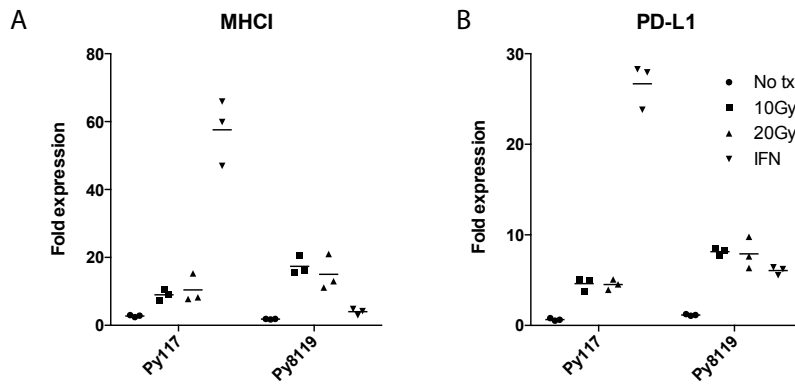 A
MHCI
Fold expression
80
60
40
20
0
Py117
Py8119
B
PD-L1
Fold expression
30
20
10
0
Py117
Py8119
No tx
10Gy
20Gy
IFN